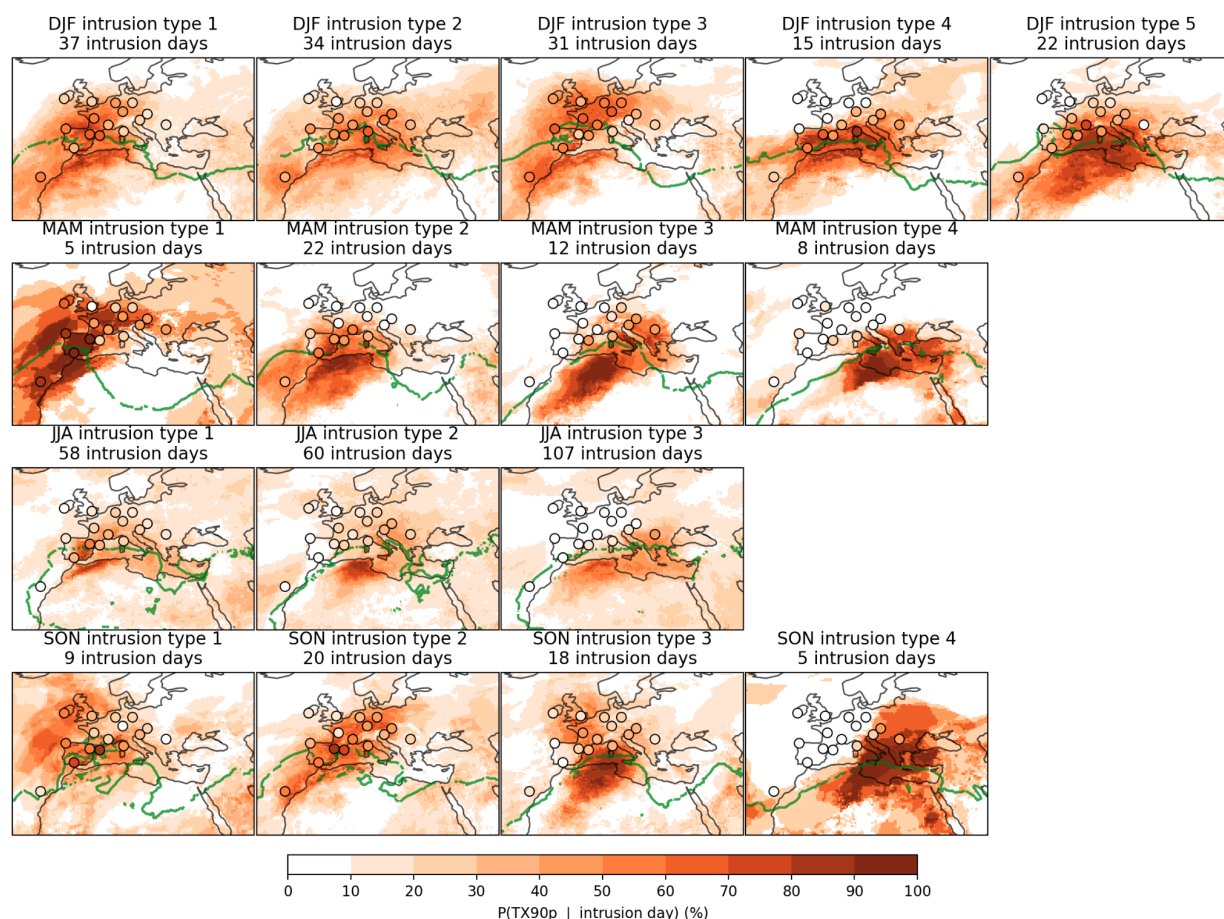 DJF intrusion type 1
37 intrusion days
DJF intrusion type 2
34 intrusion days
DJF intrusion type 3
31 intrusion days
DJF intrusion type 4
15 intrusion days
DJF intrusion type 5
22 intrusion days
MAM intrusion type 1
5 intrusion days
MAM intrusion type 2
22 intrusion days
MAM intrusion type 3
12 intrusion days
MAM intrusion type 4
8 intrusion days
JJA intrusion type 1
58 intrusion days
JJA intrusion type 2
60 intrusion days
JJA intrusion type 3
107 intrusion days
SON intrusion type 1
9 intrusion days
SON intrusion type 2
20 intrusion days
SON intrusion type 3
18 intrusion days
SON intrusion type 4
5 intrusion days
0 10 20 30 40 50 60 70 80 90 100
P(TX90p | intrusion day) (%)